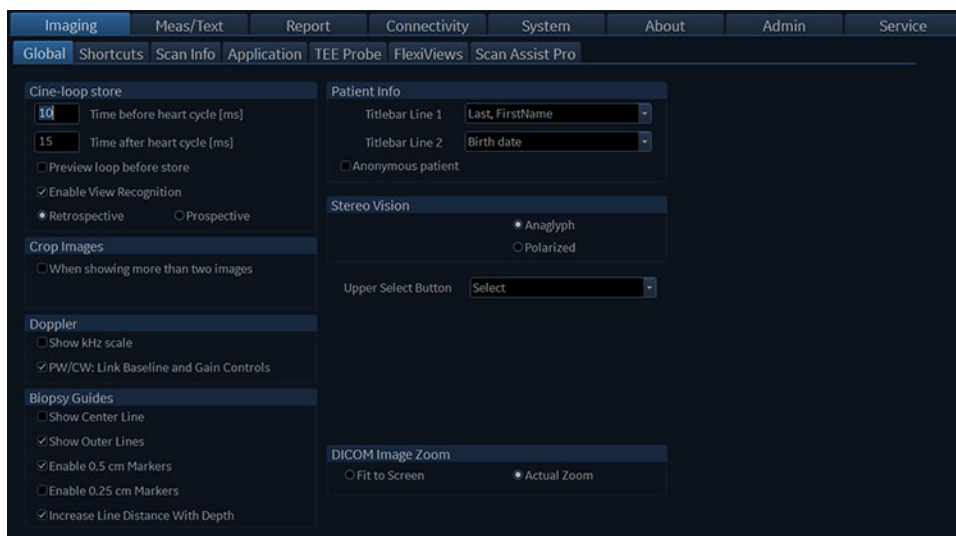 Imaging Meas/Text Report Connectivity System About Admin Service
Global Shortcuts Scan Info Application TEE Probe FlexiViews Scan Assist Pro
Cine-loop store
10 Time before heart cycle [ms]
15 Time after heart cycle [ms]
Preview loop before store
Enable View Recognition
Retrospective Prospective
Crop Images
When showing more than two images
Doppler
Show kHz scale
PW/CW: Link Baseline and Gain Controls
Biopsy Guides
Show Center Line
Show Outer Lines
Enable 0.5 cm Markers
Enable 0.25 cm Markers
Increase Line Distance With Depth
Patient Info
Titlebar Line 1 Last, FirstName
Titlebar Line 2 Birth date
Anonymous patient
Stereo Vision
Anaglyph
Polarized
Upper Select Button Select
DICOM Image Zoom
Fit to Screen Actual Zoom